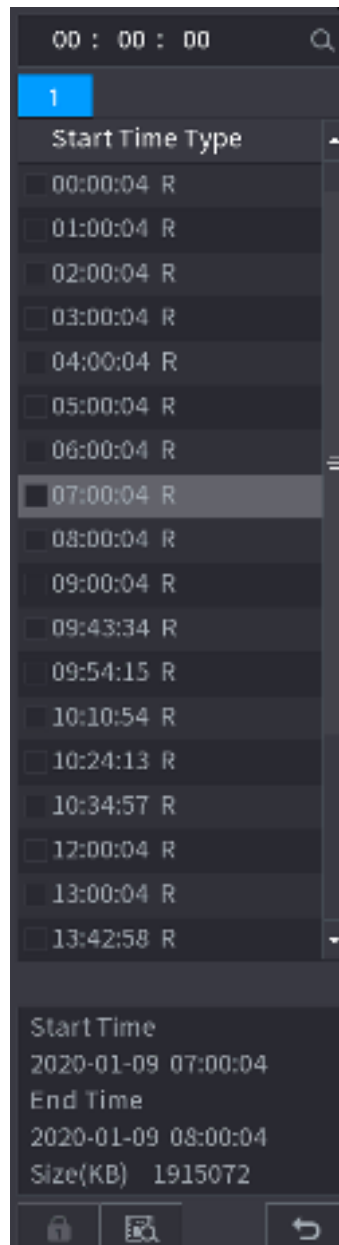 00 : 00 : 00
1
Start Time Type
00:00:04 R
01:00:04 R
02:00:04 R
03:00:04 R
04:00:04 R
05:00:04 R
06:00:04 R
07:00:04 R
08:00:04 R
09:00:04 R
09:43:34 R
09:54:15 R
10:10:54 R
10:24:13 R
10:34:57 R
12:00:04 R
13:00:04 R
13:42:58 R
Start Time
2020-01-09 07:00:04
End Time
2020-01-09 08:00:04
Size(KB) 1915072